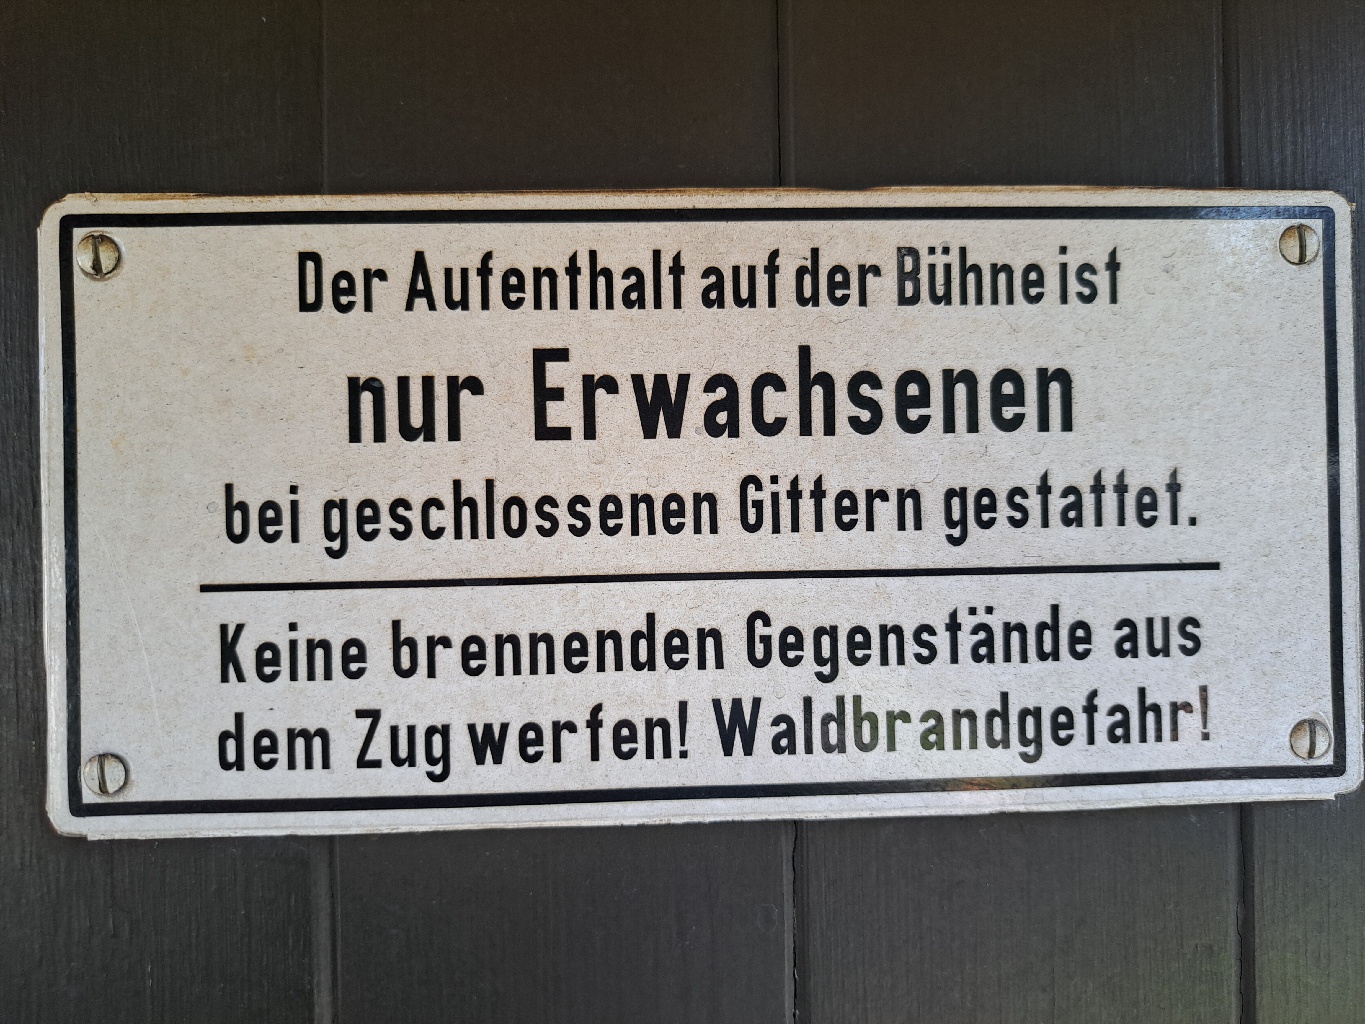 Der Aufenthalt auf der Bühne ist
nur Erwachsenen
bei geschlossenen Gittern gestattet.
Keine brennenden Gegenstände aus
dem Zug werfen! Waldbrandgefahr!